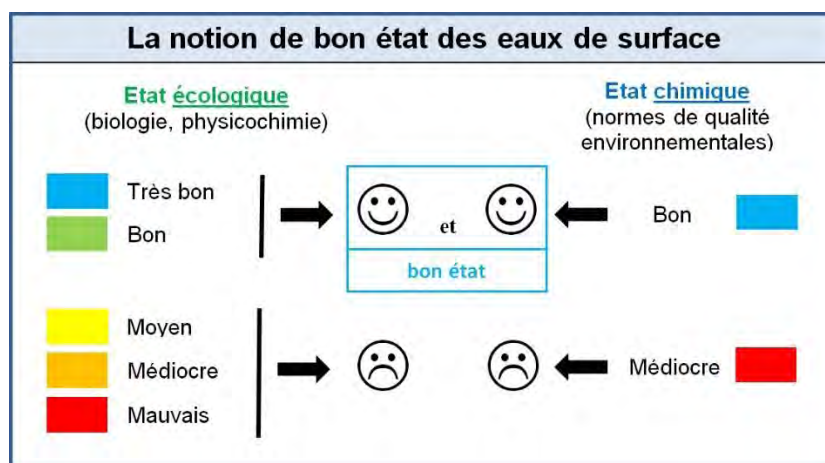 La notion de bon état des eaux de surface
Etat écologique
(biologie, physicochimie)
Etat chimique
(normes de qualité
environnementales)
Très bon
Bon
et
bon état
Bon
Moyen
Médiocre
Mauvais
Médiocre